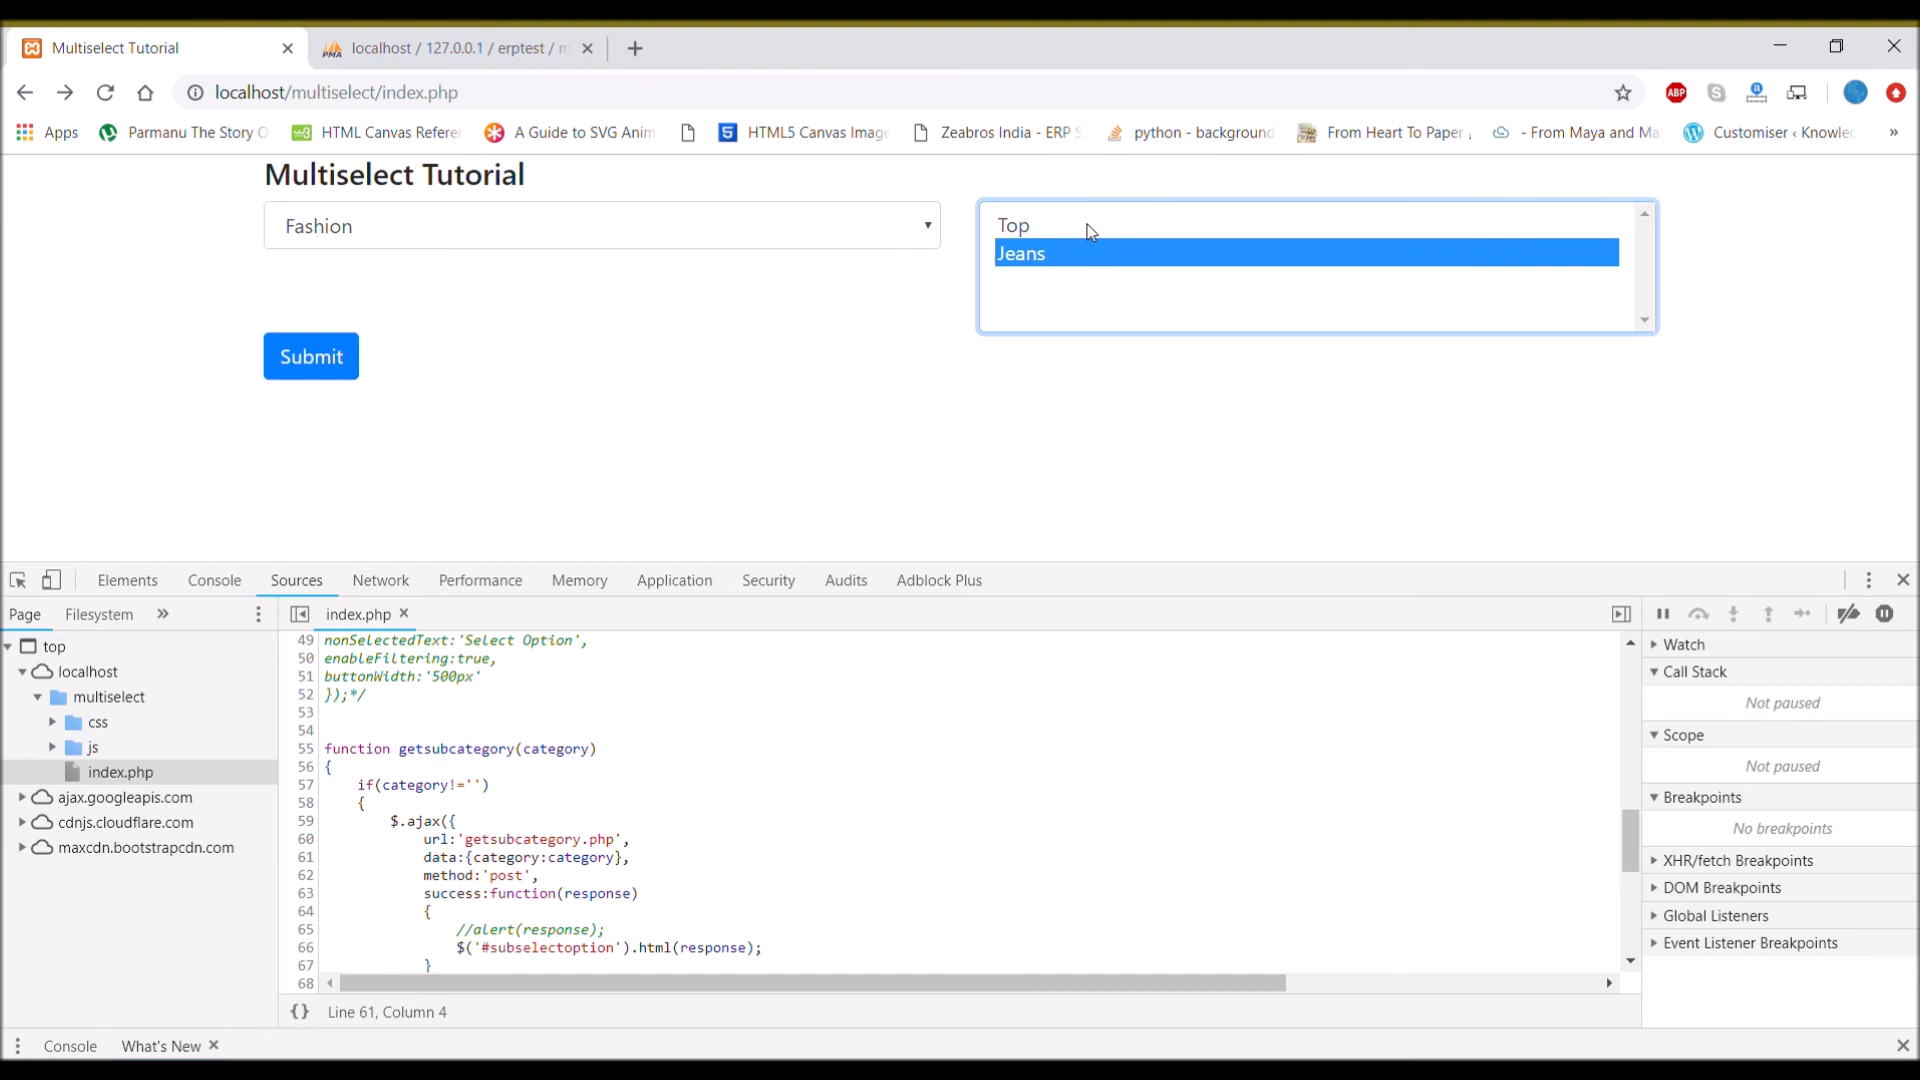 Multiselect Tutorial
localhost / 127.0.0.1 / erptest / m
localhost/multiselect/index.php
ABP
Apps
Parmanu The Story O
HTML Canvas Refere
A Guide to SVG Anim
HTML5 Canvas Image
Zeabros India - ERP S
python - background
From Heart To Paper ,
- From Maya and Ma
Customiser ‹ Knowlec
»
Multiselect Tutorial
Fashion
Top
Jeans
Submit
Elements
Console
Sources
Network
Performance
Memory
Application
Security
Audits
Adblock Plus
Page
Filesystem
»
index.php
top
localhost
multiselect
css
js
index.php
ajax.googleapis.com
cdnjs.cloudflare.com
maxcdn.bootstrapcdn.com
49 nonSelectedText:'Select Option',
50 enableFiltering:true,
51 buttonWidth:'500px'
52 });*/
53
54
55 function getsubcategory(category)
56 {
57 if(category!='')
58 {
59 $.ajax({
60 url:'getsubcategory.php',
61 data:{category:category},
62 method:'post',
63 success:function(response)
64 {
65 //alert(response);
66 $('#subselectoption').html(response);
67 }
68
{} Line 61, Column 4
Watch
Call Stack
Not paused
Scope
Not paused
Breakpoints
No breakpoints
XHR/fetch Breakpoints
DOM Breakpoints
Global Listeners
Event Listener Breakpoints
Console
What's New